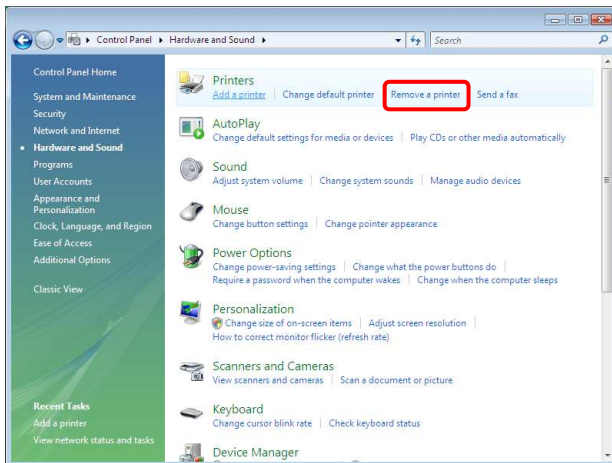 Control Panel ▸ Hardware and Sound ▸
Search
Control Panel Home
System and Maintenance
Security
Network and Internet
Hardware and Sound
Programs
User Accounts
Appearance and
Personalization
Clock, Language, and Region
Ease of Access
Additional Options
Classic View
Recent Tasks
Add a printer
View network status and tasks
Printers
Add a printer Change default printer Remove a printer Send a fax
AutoPlay
Change default settings for media or devices Play CDs or other media automatically
Sound
Adjust system volume Change system sounds Manage audio devices
Mouse
Change button settings Change pointer appearance
Power Options
Change power-saving settings Change what the power buttons do
Require a password when the computer wakes Change when the computer sleeps
Personalization
Change size of on-screen items Adjust screen resolution
How to correct monitor flicker (refresh rate)
Scanners and Cameras
View scanners and cameras Scan a document or picture
Keyboard
Change cursor blink rate Check keyboard status
Device Manager